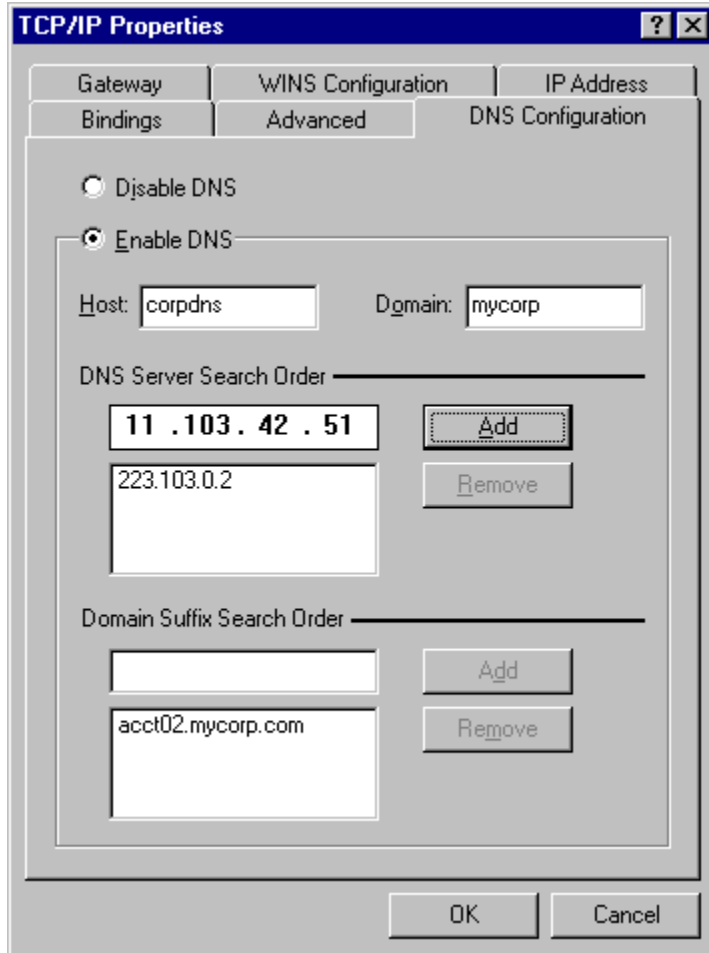 TCP/IP Properties
Gateway WINS Configuration IP Address
Bindings Advanced DNS Configuration
Disable DNS
Enable DNS
Host: corpdns Domain: mycorp
DNS Server Search Order
11 .103 . 42 . 51 Add
223.103.0.2 Remove
Domain Suffix Search Order
Add
acct02.mycorp.com Remove
OK Cancel